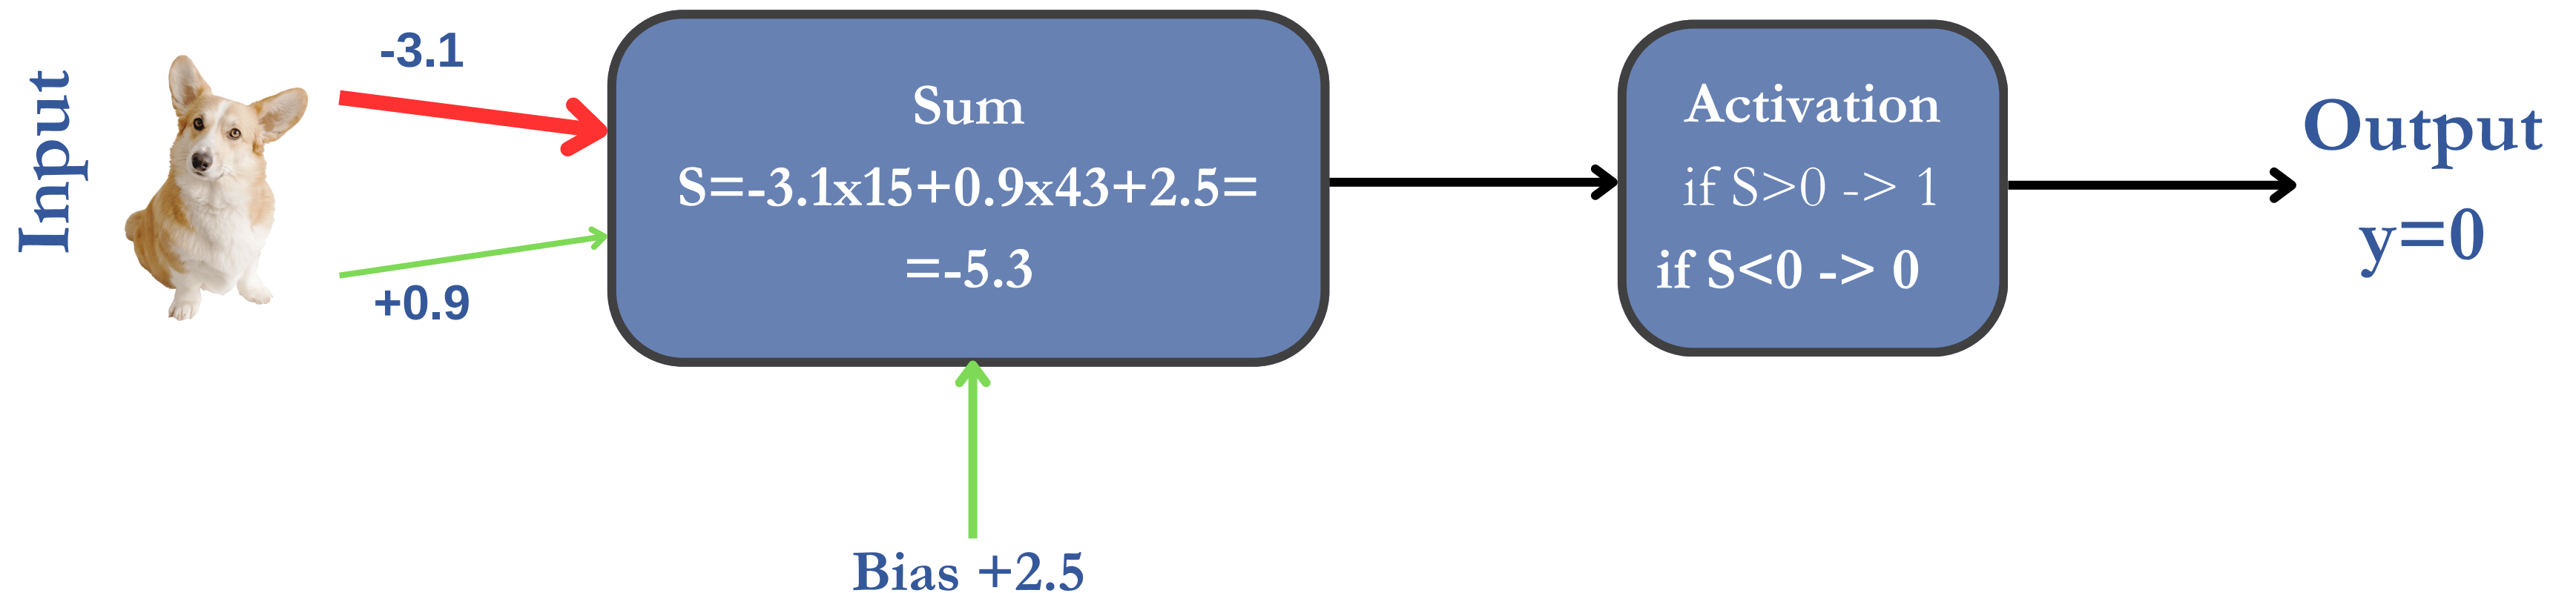 Input
-3.1
+0.9
Sum
S=-3.1x15+0.9x43+2.5=
=-5.3
Bias +2.5
Activation
if S>0 -> 1
if S<0 -> 0
Output
y=0